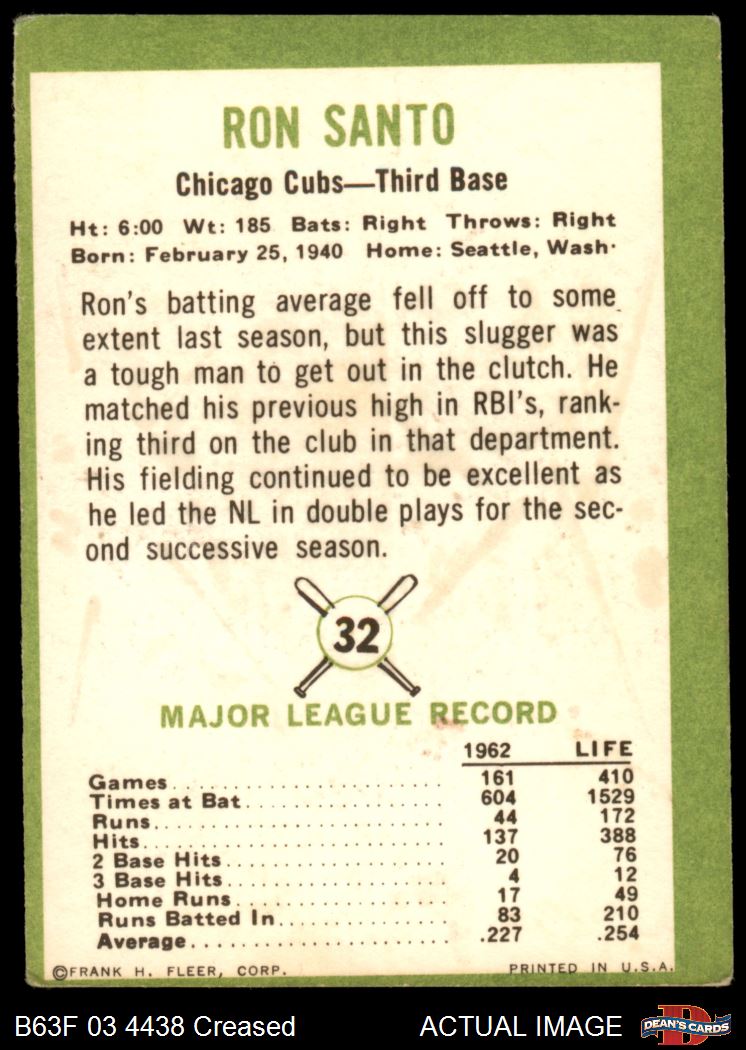 RON SANTO
Chicago Cubs—Third Base
Ht: 6:00 Wt: 185 Bats: Right Throws: Right
Born: February 25, 1940 Home: Seattle, Wash.
Ron's batting average fell off to some
extent last season, but this slugger was
a tough man to get out in the clutch. He
matched his previous high in RBI's, rank-
ing third on the club in that department.
His fielding continued to be excellent as
he led the NL in double plays for the sec-
ond successive season.
32
MAJOR LEAGUE RECORD
1962 LIFE
Games 161 410
Times at Bat 604 1529
Runs 44 172
Hits 137 388
2 Base Hits 20 76
3 Base Hits 4 12
Home Runs 17 49
Runs Batted In 83 210
Average .227 .254
©FRANK H. FLEER, CORP. PRINTED IN U.S.A.
B63F 03 4438 Creased ACTUAL IMAGE D DEAN'S CARDS